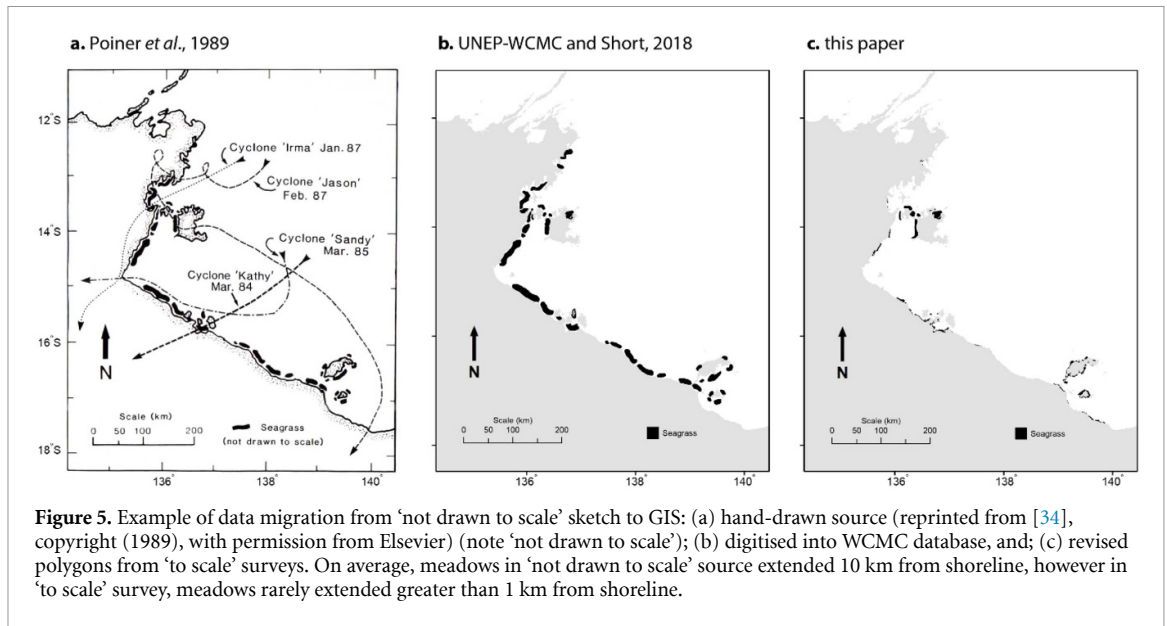 a. Poiner et al., 1989
b. UNEP-WCMC and Short, 2018
c. this paper
12°S
14°S
16°S
18°S
Cyclone 'Irma' Jan. 87
Cyclone 'Jason'
Feb. 87
Cyclone 'Sandy'
Mar. 85
Cyclone 'Kathy'
Mar. 84
N
Scale (km)
0 50 100 200
Seagrass
(not drawn to scale)
136° 138° 140°
N
Scale (km)
0 50 100 200
Seagrass
136° 138° 140°
N
Scale (km)
0 50 100 200
Seagrass
136° 138° 140°
Figure 5. Example of data migration from 'not drawn to scale' sketch to GIS: (a) hand-drawn source (reprinted from [34],
copyright (1989), with permission from Elsevier) (note 'not drawn to scale'); (b) digitised into WCMC database, and; (c) revised
polygons from 'to scale' surveys. On average, meadows in 'not drawn to scale' source extended 10 km from shoreline, however in
'to scale' survey, meadows rarely extended greater than 1 km from shoreline.